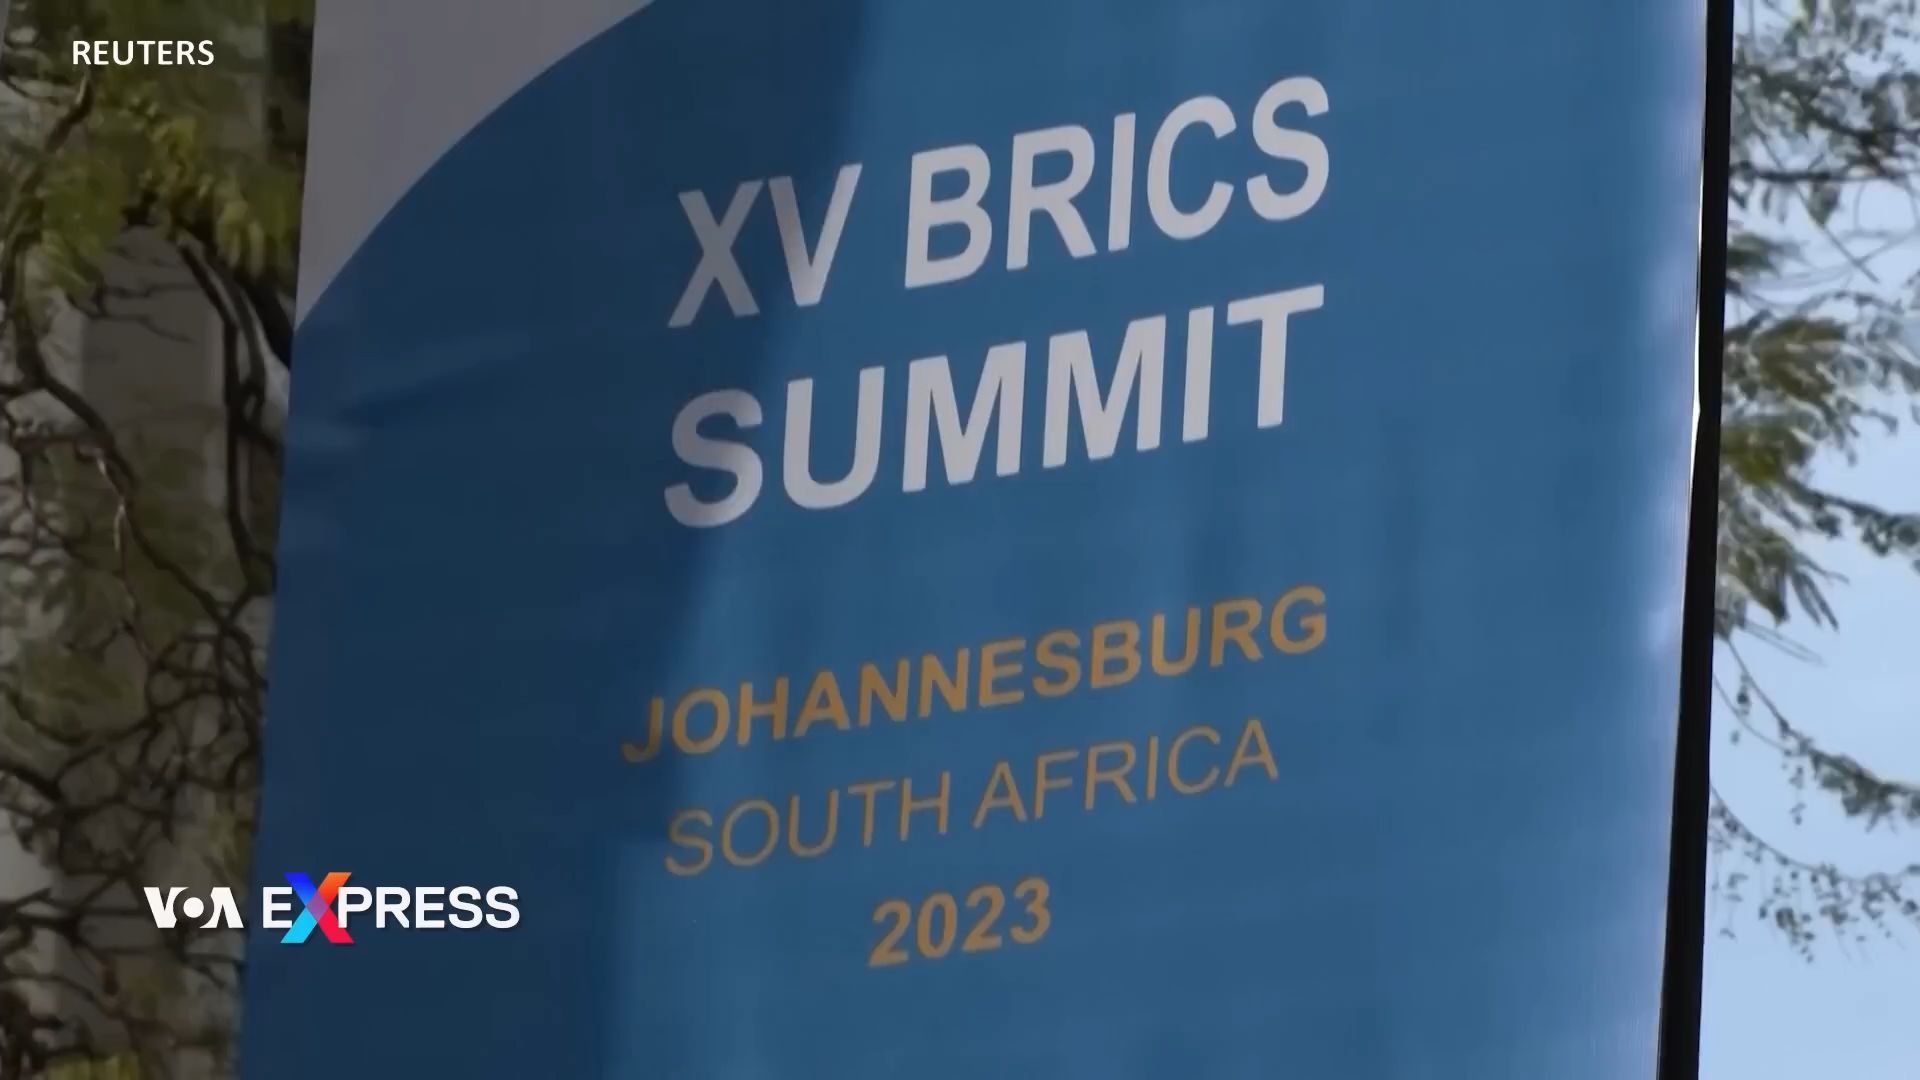 REUTERS
XV BRICS
SUMMIT
JOHANNESBURG
SOUTH AFRICA
2023
VOA EXPRESS